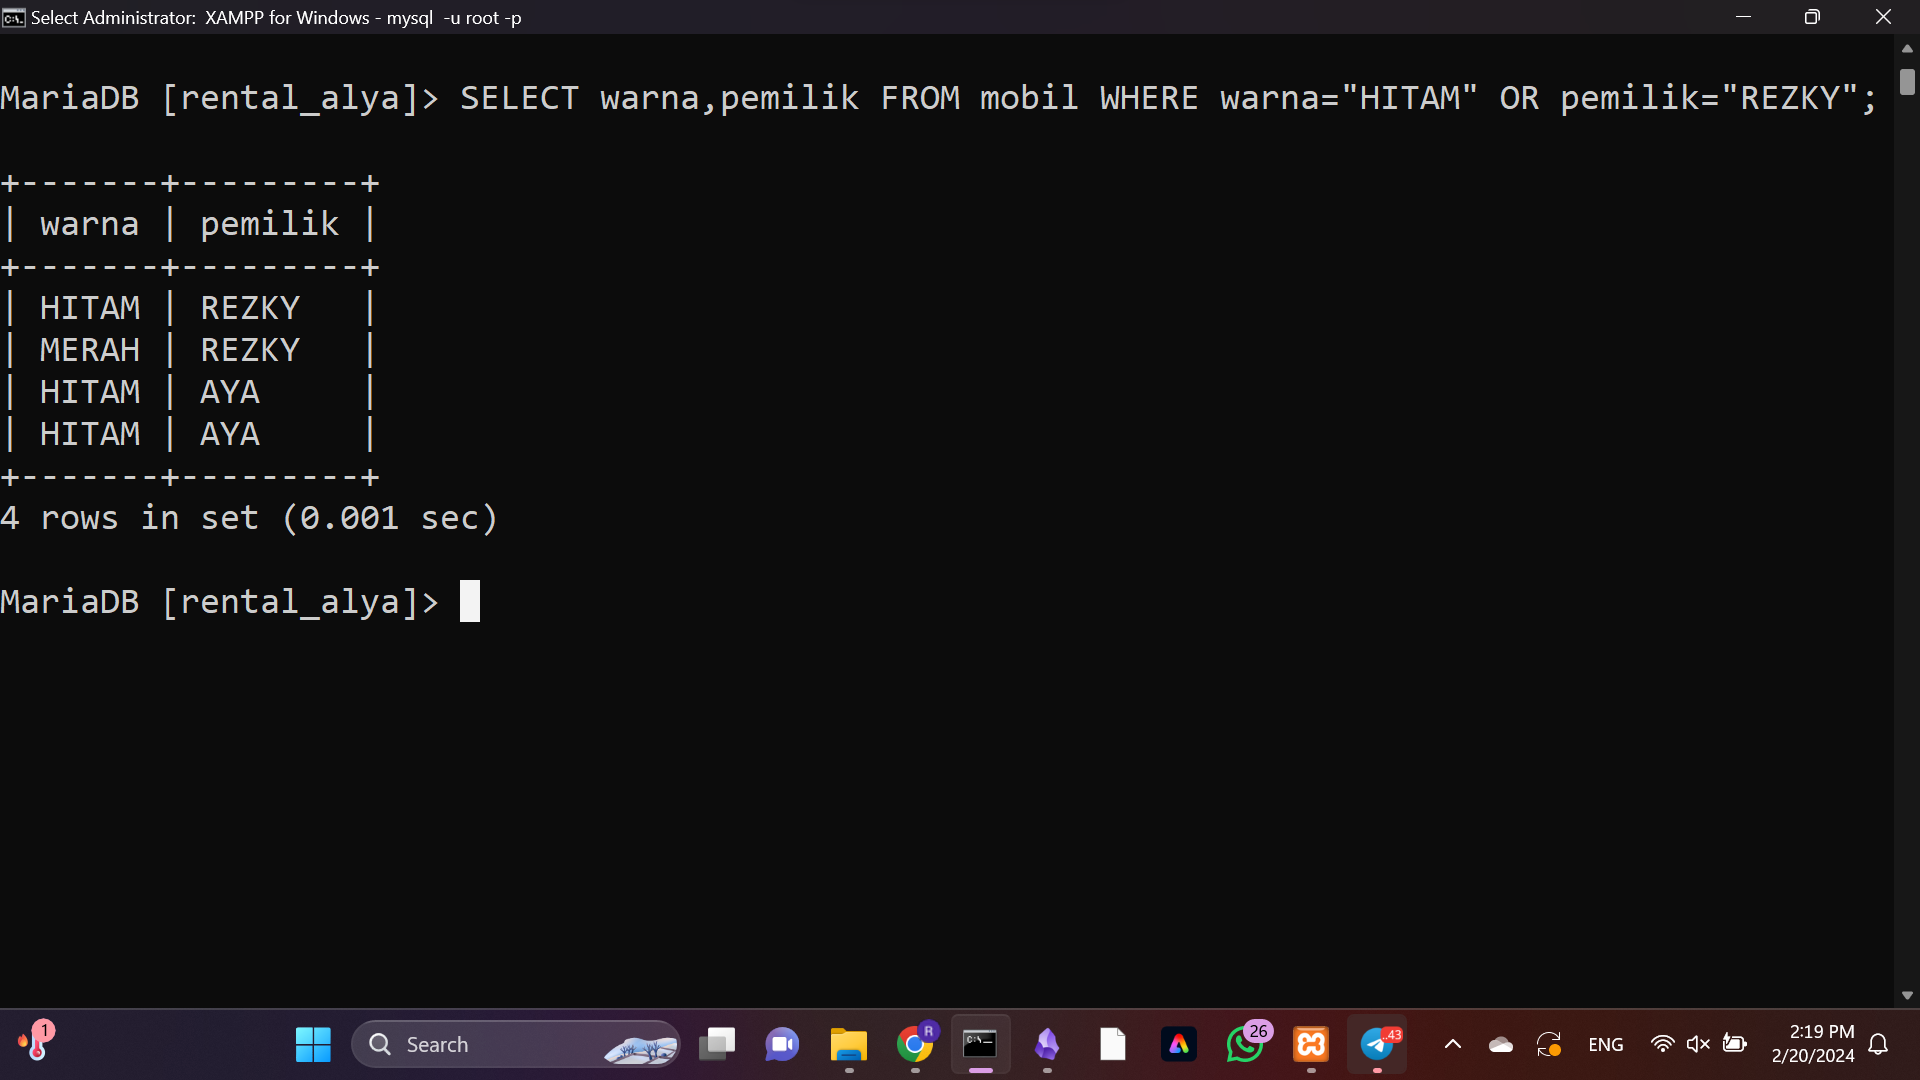 Select Administrator: XAMPP for Windows - mysql -u root -p
MariaDB [rental_alya]> SELECT warna,pemilik FROM mobil WHERE warna="HITAM" OR pemilik="REZKY";
+-------+---------+
| warna | pemilik |
+-------+---------+
| HITAM | REZKY   |
| MERAH | REZKY   |
| HITAM | AYA     |
| HITAM | AYA     |
+-------+---------+
4 rows in set (0.001 sec)
MariaDB [rental_alya]>
1
Search
R
C:\_
26
..43
ENG
2:19 PM
2/20/2024